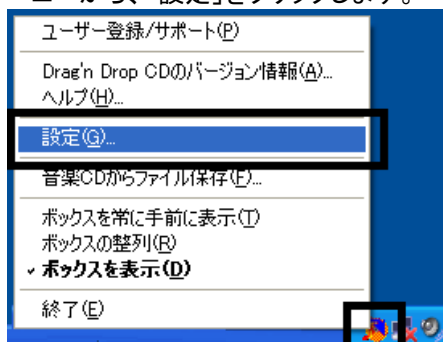 ューから、「設定」をクリックします。
ユーザー登録/サポート(P)
Drag'n Drop CDのバージョン情報(A)...
ヘルプ(H)...
設定(G)...
音楽CDからファイル保存(F)...
ボックスを常に手前に表示(T)
ボックスの整列(R)
ボックスを表示(D)
終了(E)